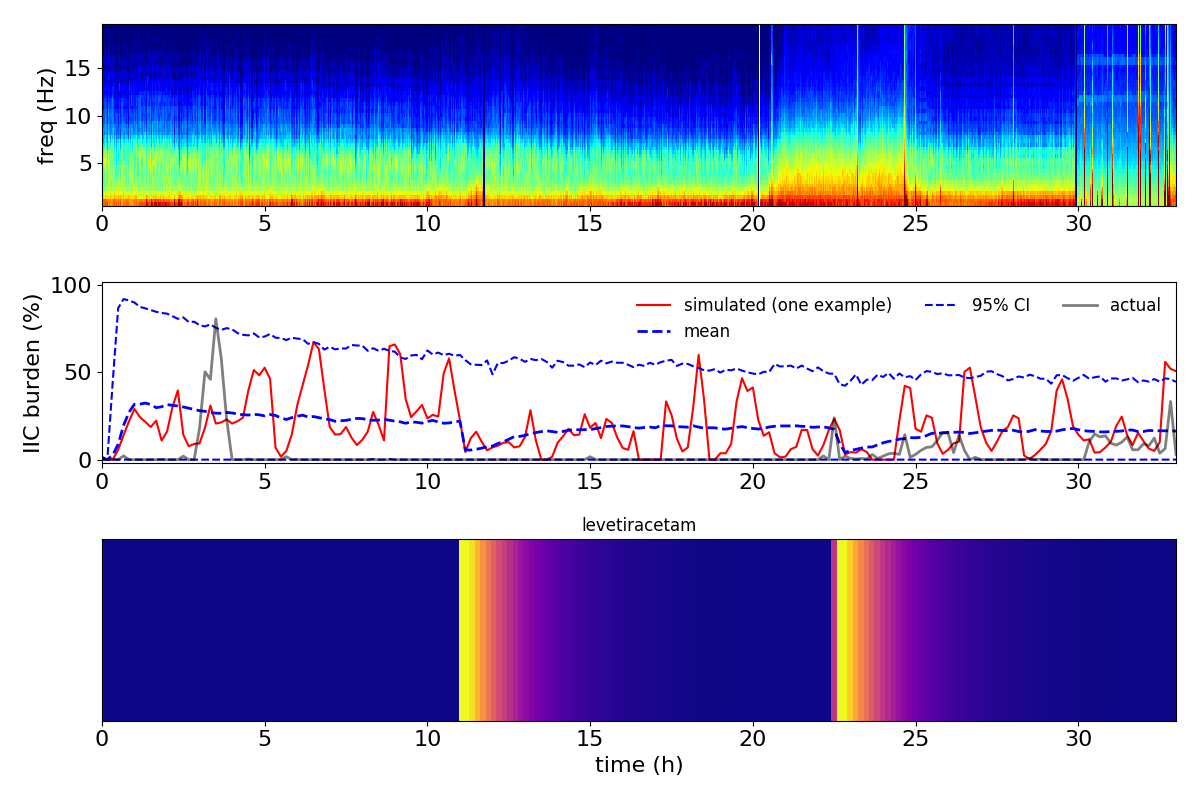 freq (Hz)
15
10
5
0 5 10 15 20 25 30
IIC burden (%)
100
50
0
simulated (one example) 95% CI actual
mean
0 5 10 15 20 25 30
levetiracetam
0 5 10 15 20 25 30
time (h)